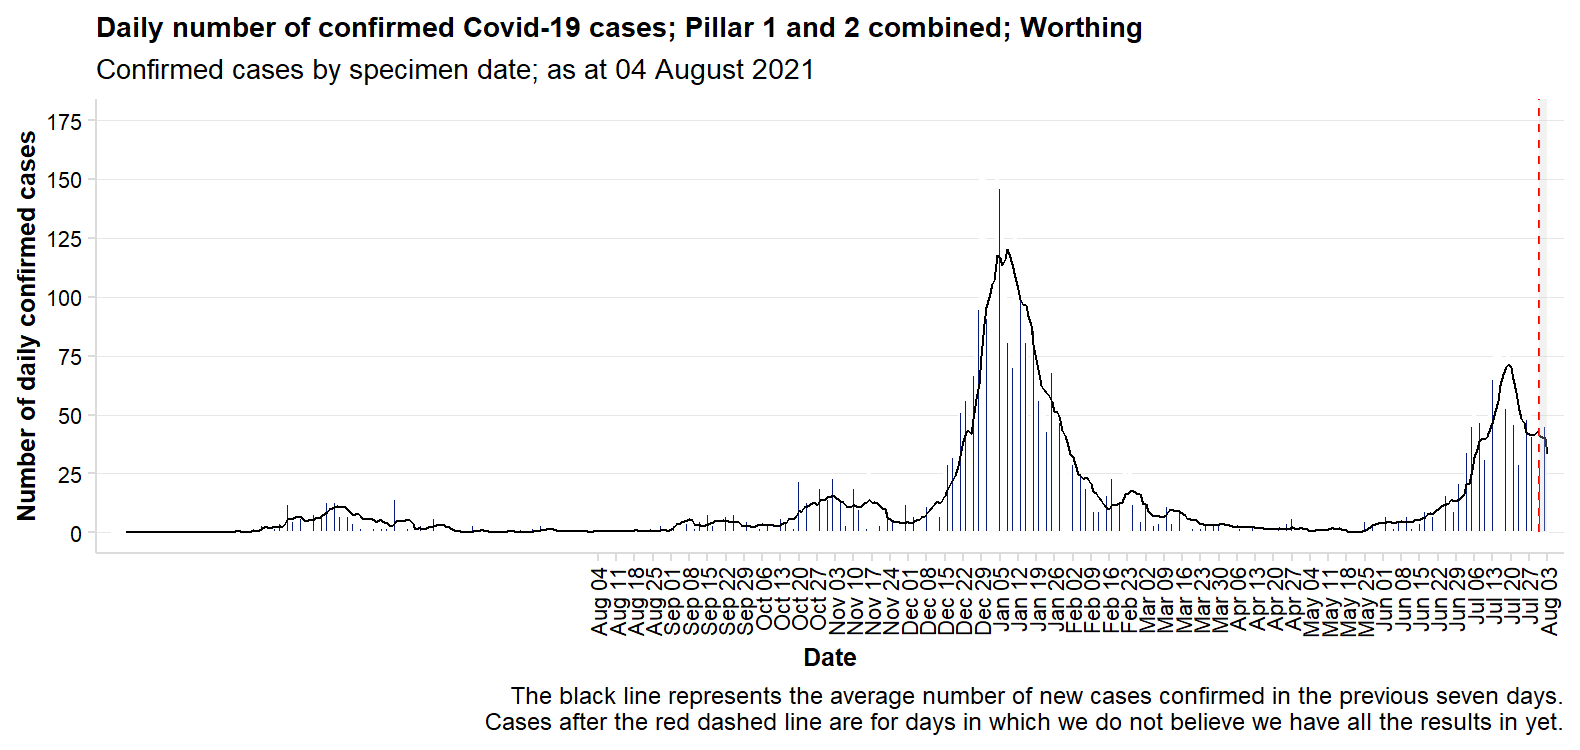 Daily number of confirmed Covid-19 cases; Pillar 1 and 2 combined; Worthing
Confirmed cases by specimen date; as at 04 August 2021
Number of daily confirmed cases
175
150
125
100
75
50
25
0
Aug 04
Aug 11
Aug 18
Aug 25
Sep 01
Sep 08
Sep 15
Sep 22
Sep 29
Oct 06
Oct 13
Oct 20
Oct 27
Nov 03
Nov 10
Nov 17
Nov 24
Dec 01
Dec 08
Dec 15
Dec 22
Dec 29
Jan 05
Jan 12
Jan 19
Jan 26
Feb 02
Feb 09
Feb 16
Feb 23
Mar 02
Mar 09
Mar 16
Mar 23
Mar 30
Apr 06
Apr 13
Apr 20
Apr 27
May 04
May 11
May 18
May 25
Jun 01
Jun 08
Jun 15
Jun 22
Jun 29
Jul 06
Jul 13
Jul 20
Jul 27
Aug 03
Date
The black line represents the average number of new cases confirmed in the previous seven days.
Cases after the red dashed line are for days in which we do not believe we have all the results in yet.